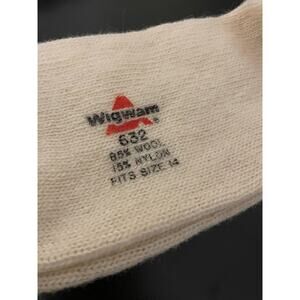 Wigwam®
632
85% WOOL
15% NYLON
FITS SIZE 14